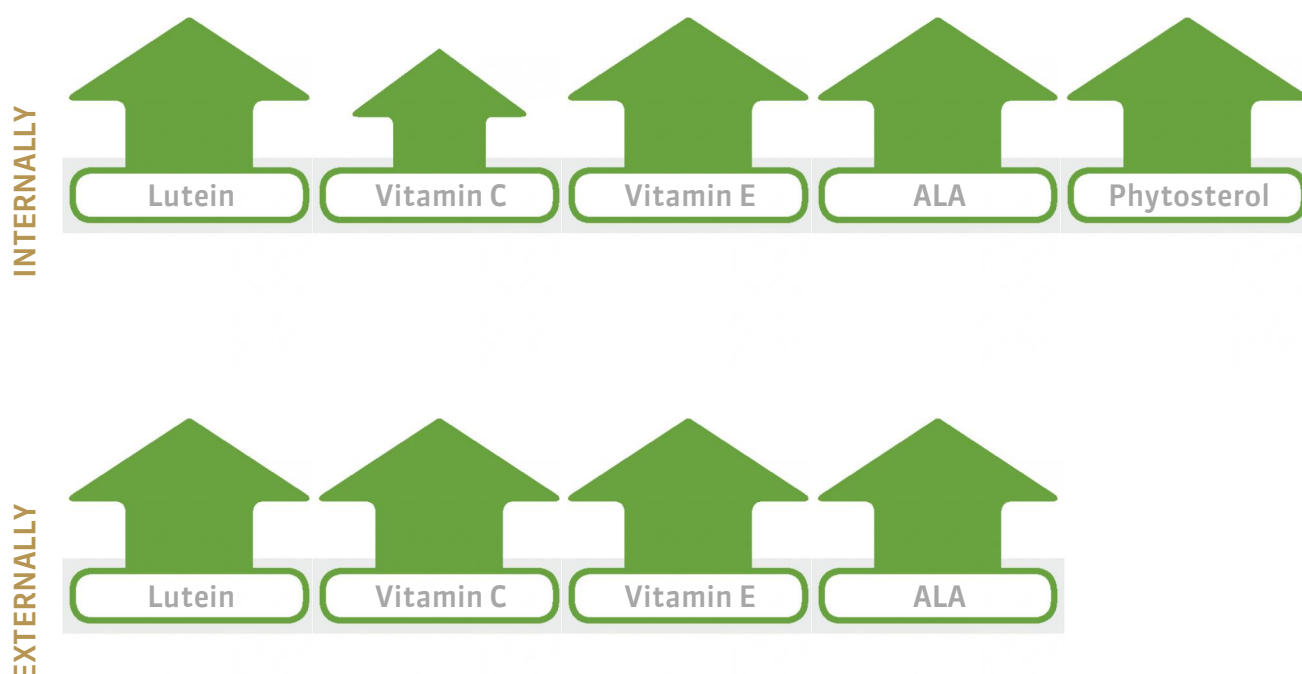 INTERNALLY
Lutein
Vitamin C
Vitamin E
ALA
Phytosterol
EXTERNALLY
Lutein
Vitamin C
Vitamin E
ALA